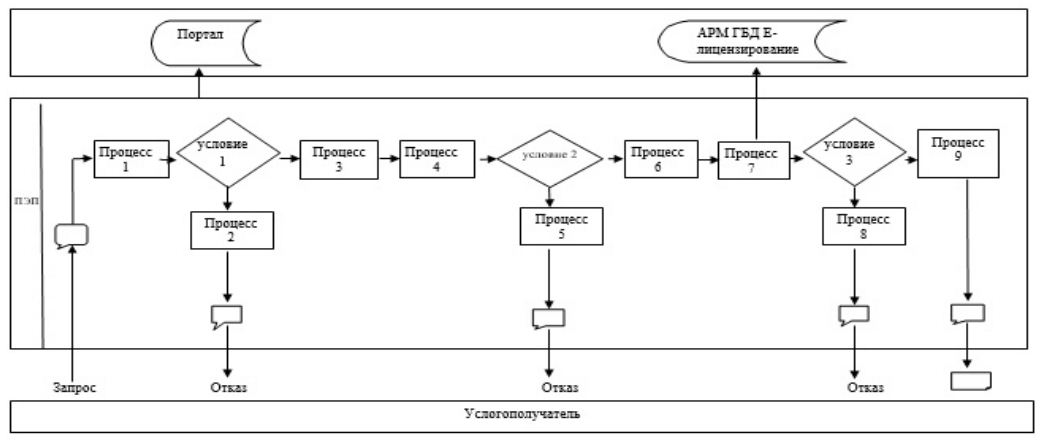 Портал
АРМ ГБД Е-
лицензирование
ПЭП
Процесс
1
условие
1
Процесс
3
Процесс
4
условие 2
Процесс
6
Процесс
7
условие
3
Процесс
9
Процесс
2
Процесс
5
Процесс
8
Запрос
Отказ
Отказ
Отказ
Услогополучатель